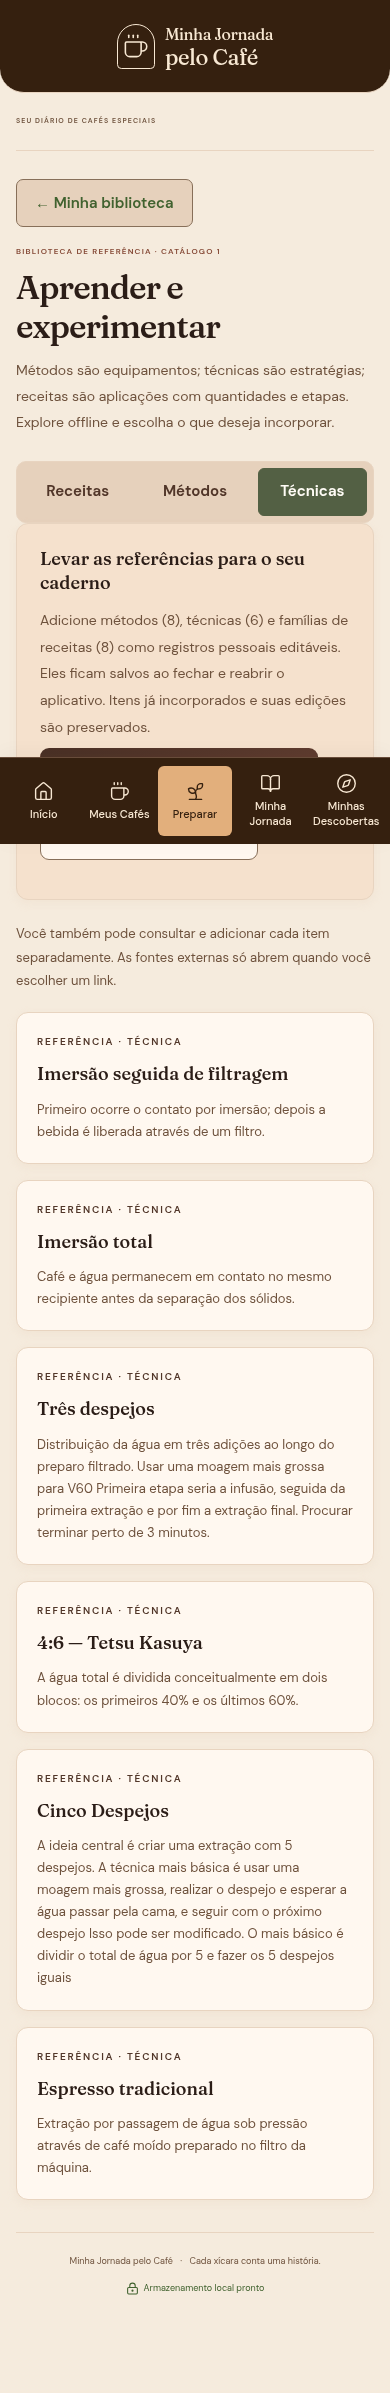 Minha Jornada
pelo Café
SEU DIÁRIO DE CAFÉS ESPECIAIS
← Minha biblioteca
BIBLIOTECA DE REFERÊNCIA · CATÁLOGO 1
Aprender e
experimentar
Métodos são equipamentos; técnicas são estratégias;
receitas são aplicações com quantidades e etapas.
Explore offline e escolha o que deseja incorporar.
Receitas Métodos Técnicas
Levar as referências para o seu
caderno
Adicione métodos (8), técnicas (6) e famílias de
receitas (8) como registros pessoais editáveis.
Eles ficam salvos ao fechar e reabrir o
aplicativo. Itens já incorporados e suas edições
são preservados.
Início
Meus Cafés
Preparar
Minha
Jornada
Minhas
Descobertas
Você também pode consultar e adicionar cada item
separadamente. As fontes externas só abrem quando você
escolher um link.
REFERÊNCIA · TÉCNICA
Imersão seguida de filtragem
Primeiro ocorre o contato por imersão; depois a
bebida é liberada através de um filtro.
REFERÊNCIA · TÉCNICA
Imersão total
Café e água permanecem em contato no mesmo
recipiente antes da separação dos sólidos.
REFERÊNCIA · TÉCNICA
Três despejos
Distribuição da água em três adições ao longo do
preparo filtrado. Usar uma moagem mais grossa
para V60 Primeira etapa seria a infusão, seguida da
primeira extração e por fim a extração final. Procurar
terminar perto de 3 minutos.
REFERÊNCIA · TÉCNICA
4:6 — Tetsu Kasuya
A água total é dividida conceitualmente em dois
blocos: os primeiros 40% e os últimos 60%.
REFERÊNCIA · TÉCNICA
Cinco Despejos
A ideia central é criar uma extração com 5
despejos. A técnica mais básica é usar uma
moagem mais grossa, realizar o despejo e esperar a
água passar pela cama, e seguir com o próximo
despejo Isso pode ser modificado. O mais básico é
dividir o total de água por 5 e fazer os 5 despejos
iguais
REFERÊNCIA · TÉCNICA
Espresso tradicional
Extração por passagem de água sob pressão
através de café moído preparado no filtro da
máquina.
Minha Jornada pelo Café · Cada xícara conta uma história.
Armazenamento local pronto